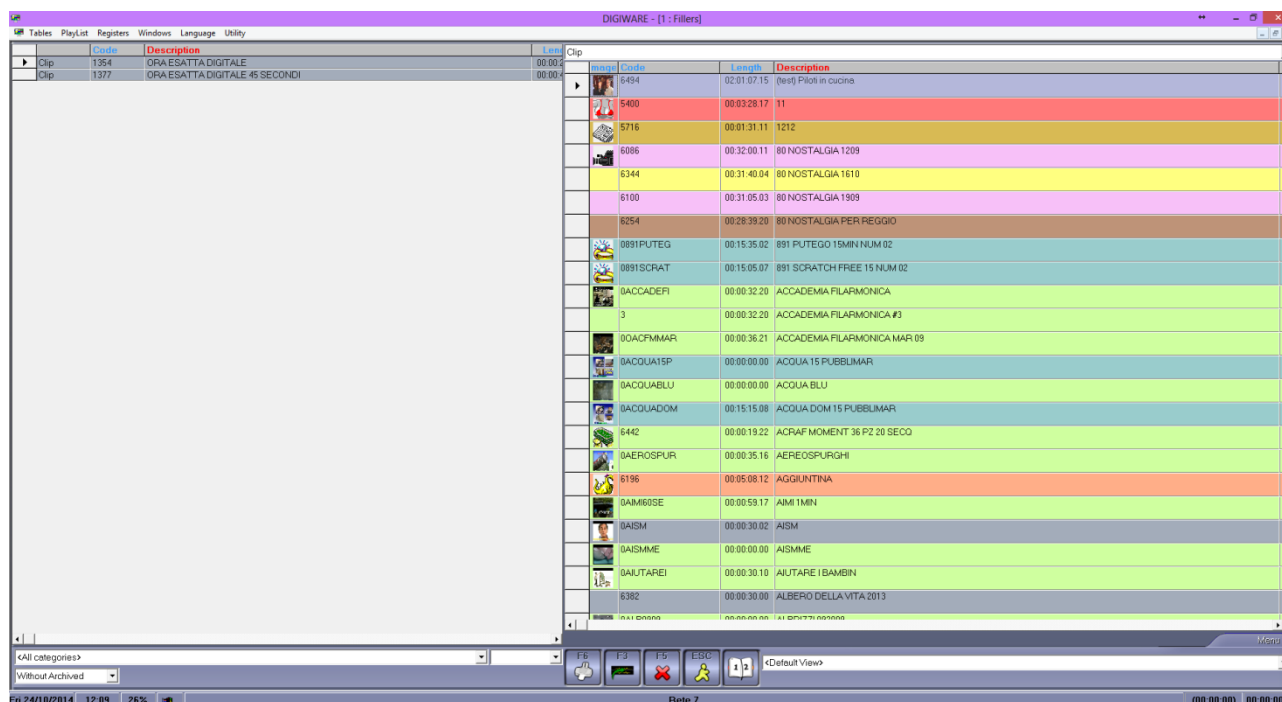 DIGIWARE - [1 : Fillers]
Tables PlayList Registers Windows Language Utility
Code Description
Clip 1354 ORA ESATTA DIGITALE
Clip 1377 ORA ESATTA DIGITALE 45 SECONDI
Clip
Code Length Description
6494 02:01:07.15 (test) Piloti in cucina
5400 00:03:28.17 11
5716 00:01:31.11 1212
6086 00:32:00.11 80 NOSTALGIA 1209
6344 00:31:40.04 80 NOSTALGIA 1610
6100 00:31:05.03 80 NOSTALGIA 1909
6254 00:28:39.20 80 NOSTALGIA PER REGGIO
0891PUTEG 00:15:35.02 891 PUTEGO 15MIN NUM 02
0891SCRAT 00:15:05.07 891 SCRATCH FREE 15 NUM 02
0ACCADEFI 00:00:32.20 ACCADEMIA FILARMONICA
3 00:00:32.20 ACCADEMIA FILARMONICA #3
0OACFMMAR 00:00:36.21 ACCADEMIA FILARMONICA MAR 09
0ACQUA15P 00:00:00.00 ACQUA 15 PUBBLIMAR
0ACQUABLU 00:00:00.00 ACQUA BLU
0ACQUADOM 00:15:15.08 ACQUA DOM 15 PUBBLIMAR
6442 00:00:19.22 ACRAF MOMENT 36 PZ 20 SECO
0AEROSPUR 00:00:35.16 AEREOSPURGHI
6196 00:05:08.12 AGGIUNTINA
0AIMI60SE 00:00:59.17 AIMI 1MIN
0AISM 00:00:30.02 AISM
0AISMME 00:00:00.00 AISMME
0AIUTAREI 00:00:30.10 AIUTARE I BAMBIN
6382 00:00:30.00 ALBERO DELLA VITA 2013
Menu
<All categories>
Without Archived
F6 F3 F5 ESC
1 2
<Default View>
Fri 24/10/2014 12:09 26% Rete 7 (00:00:00)